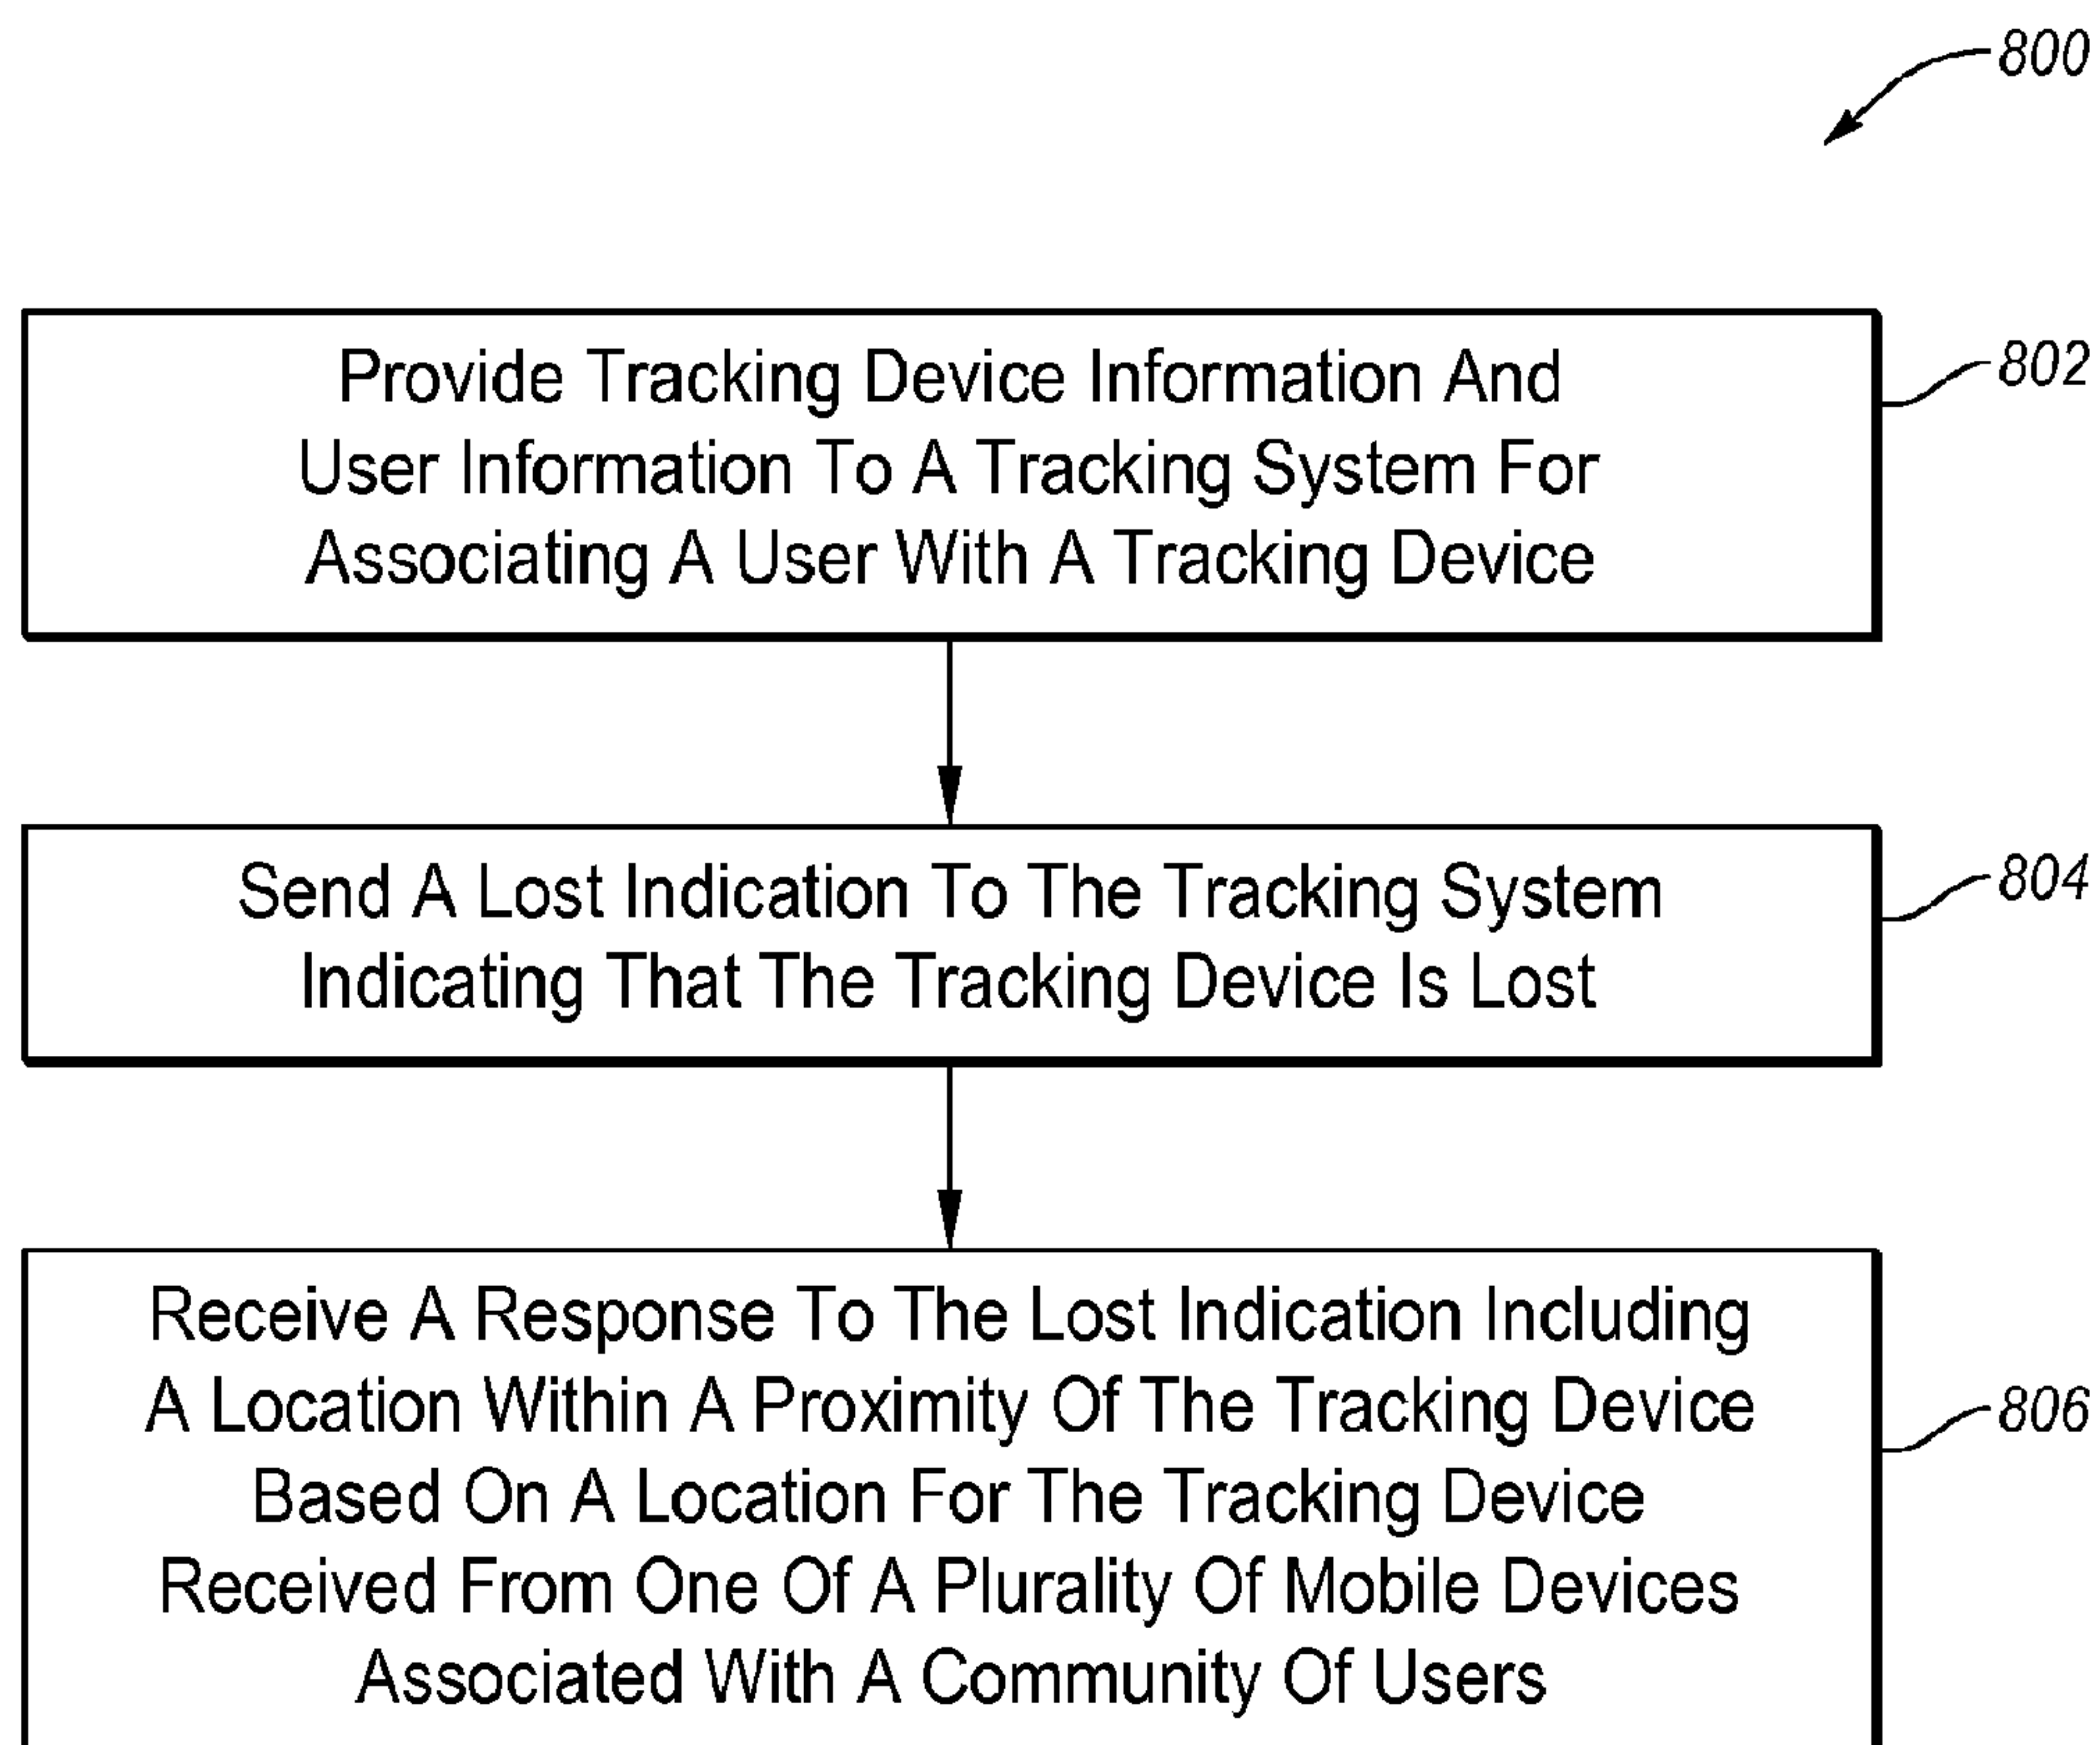 800
Provide Tracking Device Information And
User Information To A Tracking System For
Associating A User With A Tracking Device
802
Send A Lost Indication To The Tracking System
Indicating That The Tracking Device Is Lost
804
Receive A Response To The Lost Indication Including
A Location Within A Proximity Of The Tracking Device
Based On A Location For The Tracking Device
Received From One Of A Plurality Of Mobile Devices
Associated With A Community Of Users
806